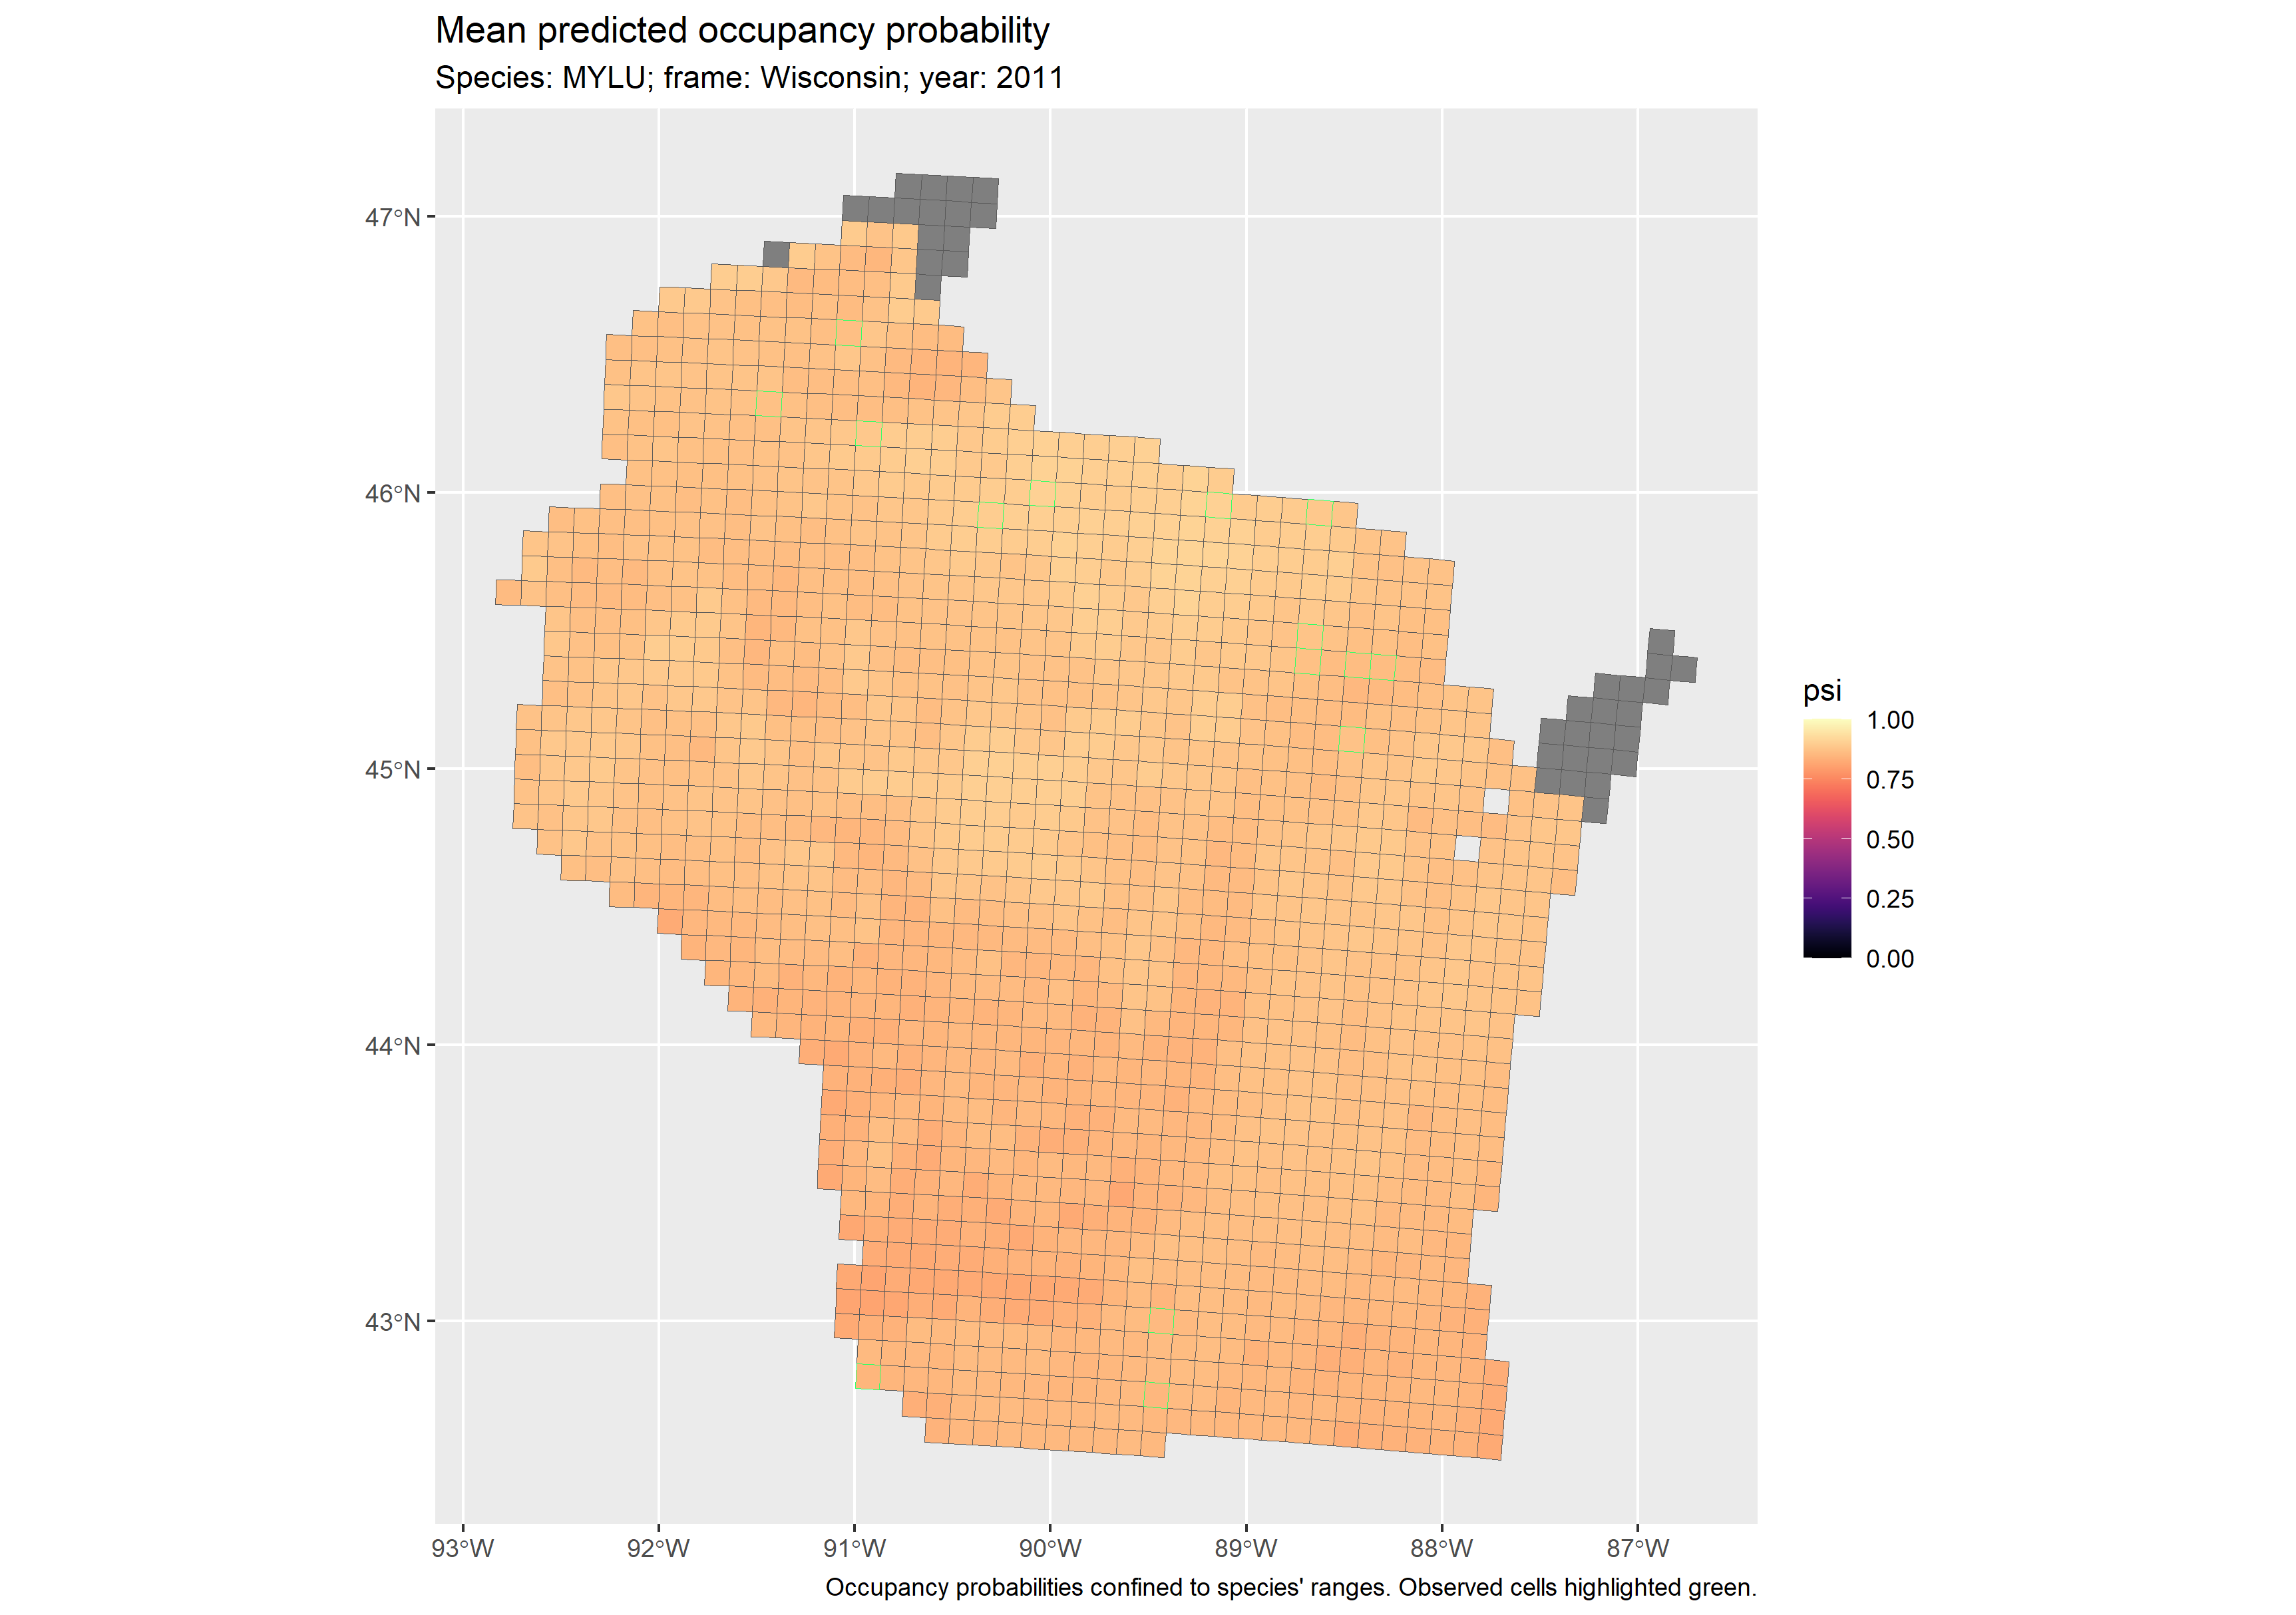 Mean predicted occupancy probability
Species: MYLU; frame: Wisconsin; year: 2011
47°N
46°N
45°N
44°N
43°N
93°W
92°W
91°W
90°W
89°W
88°W
87°W
psi
1.00
0.75
0.50
0.25
0.00
Occupancy probabilities confined to species' ranges. Observed cells highlighted green.